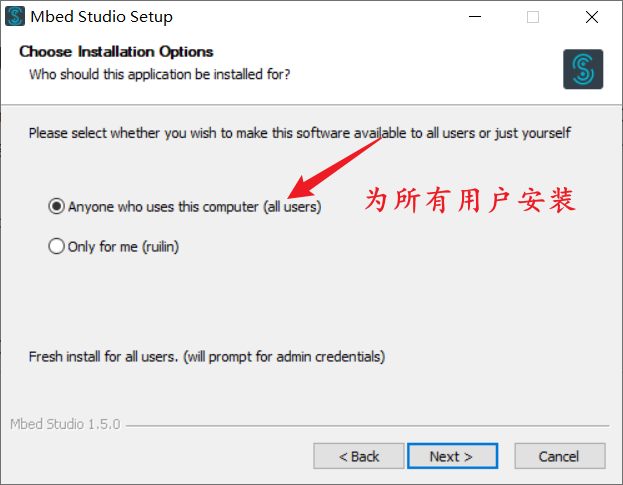 Mbed Studio Setup
Choose Installation Options
Who should this application be installed for?
Please select whether you wish to make this software available to all users or just yourself
Anyone who uses this computer (all users)
为所有用户安装
Only for me (ruilin)
Fresh install for all users. (will prompt for admin credentials)
Mbed Studio 1.5.0
< Back
Next >
Cancel